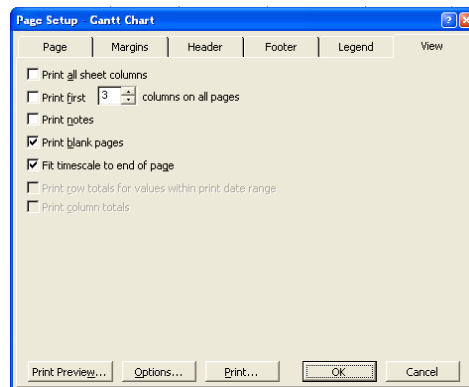 Page Setup - Gantt Chart
Page Margins Header Footer Legend View
Print all sheet columns
Print first 3 columns on all pages
Print notes
Print blank pages
Fit timescale to end of page
Print row totals for values within print date range
Print column totals
Print Preview... Options... Print... OK Cancel